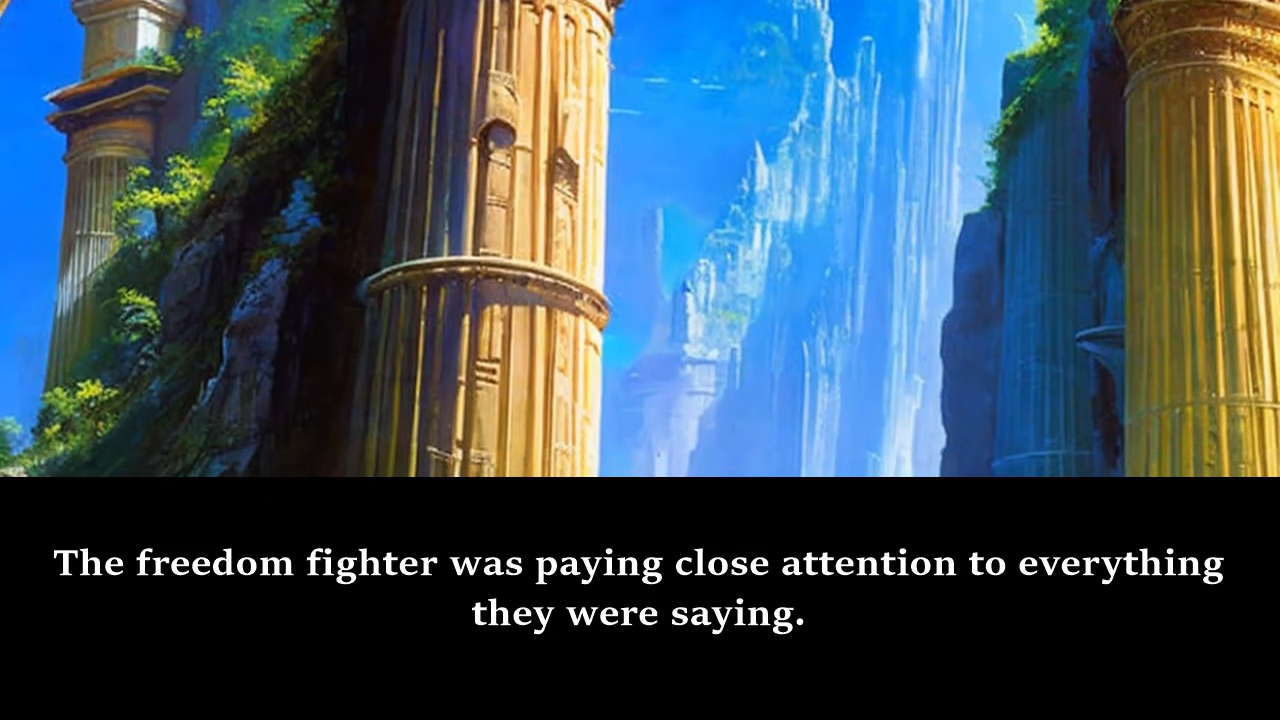 The freedom fighter was paying close attention to everything
they were saying.